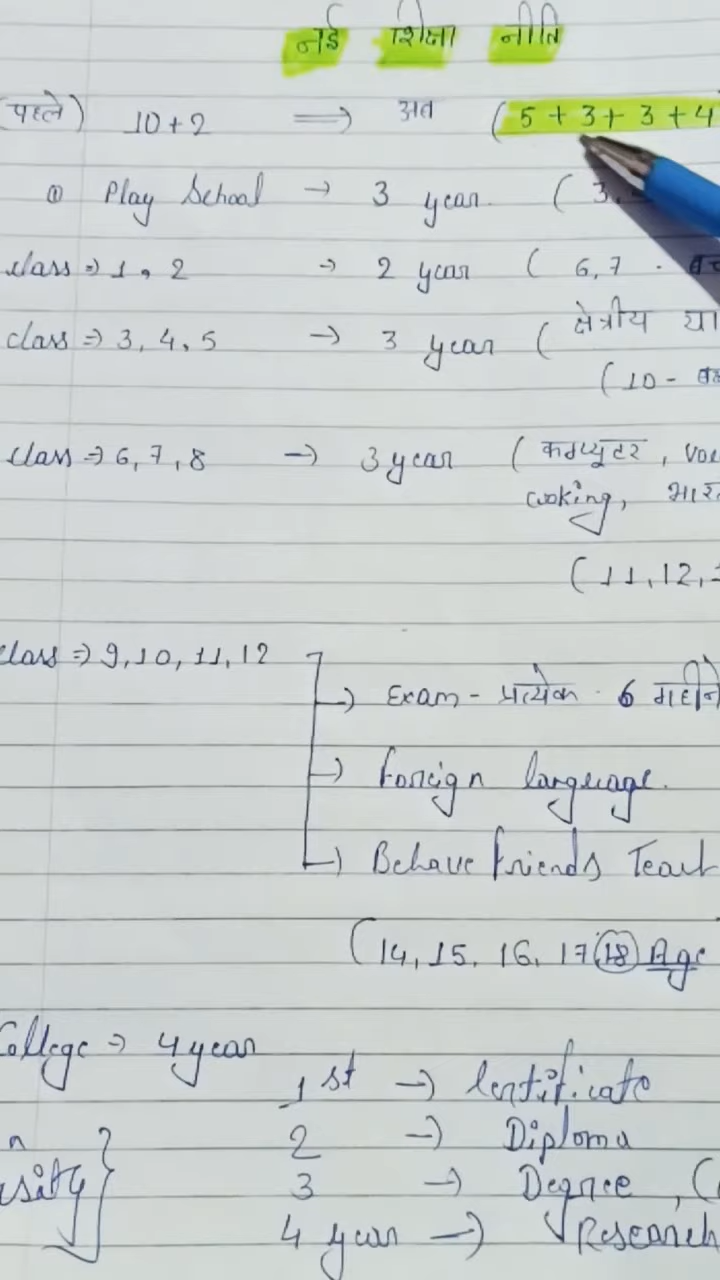 नई शिक्षा नीति
(पहले) 10+2 ⟹ अब (5+3+3+4
① Play School → 3 year (3,
class ⇒ 1, 2 → 2 year ( 6,7
class ⇒ 3, 4, 5 → 3 year ( क्षेत्रीय या
(10-
class ⇒ 6, 7, 8 → 3 year ( कम्प्यूटर,
cooking,
(11,12,
class ⇒ 9, 10, 11, 12
→ Exam - प्रत्येक 6
→ Foreign language.
→ Behave friends
(14, 15, 16, 17 18 Age
College ⇒ 4 year
1st → Certificate
2 → Diploma
3 → Degree, (
4 year → Research